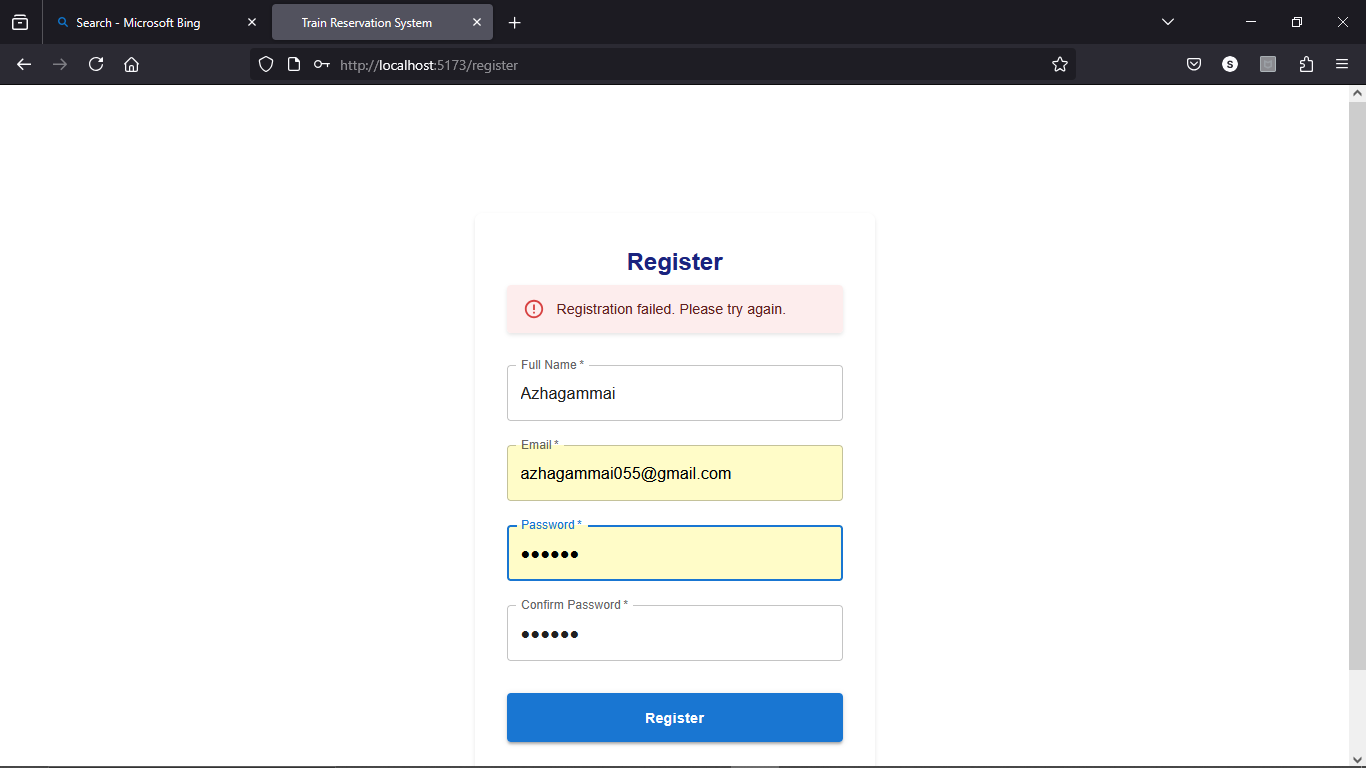 Search - Microsoft Bing
Train Reservation System
http://localhost:5173/register
S
Register
Registration failed. Please try again.
Full Name *
Azhagammai
Email *
azhagammai055@gmail.com
Password *
••••••
Confirm Password *
••••••
Register